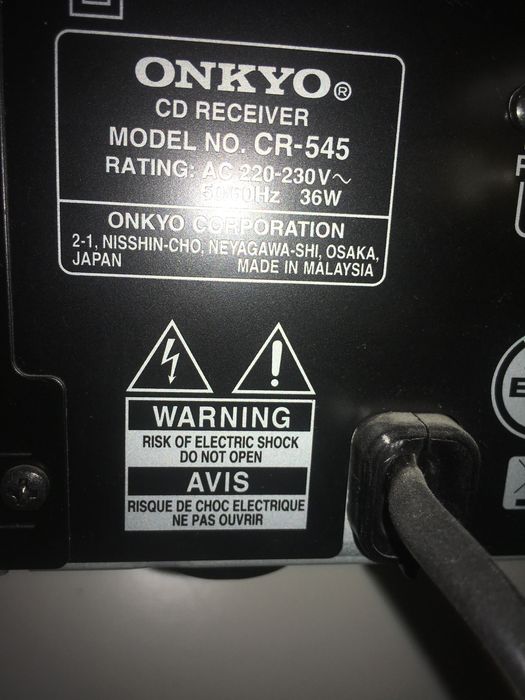 ONKYO®
CD RECEIVER
MODEL NO. CR-545
RATING: AC 220-230V~
50/60Hz 36W
ONKYO CORPORATION
2-1, NISSHIN-CHO, NEYAGAWA-SHI, OSAKA,
JAPAN MADE IN MALAYSIA
WARNING
RISK OF ELECTRIC SHOCK
DO NOT OPEN
AVIS
RISQUE DE CHOC ELECTRIQUE
NE PAS OUVRIR